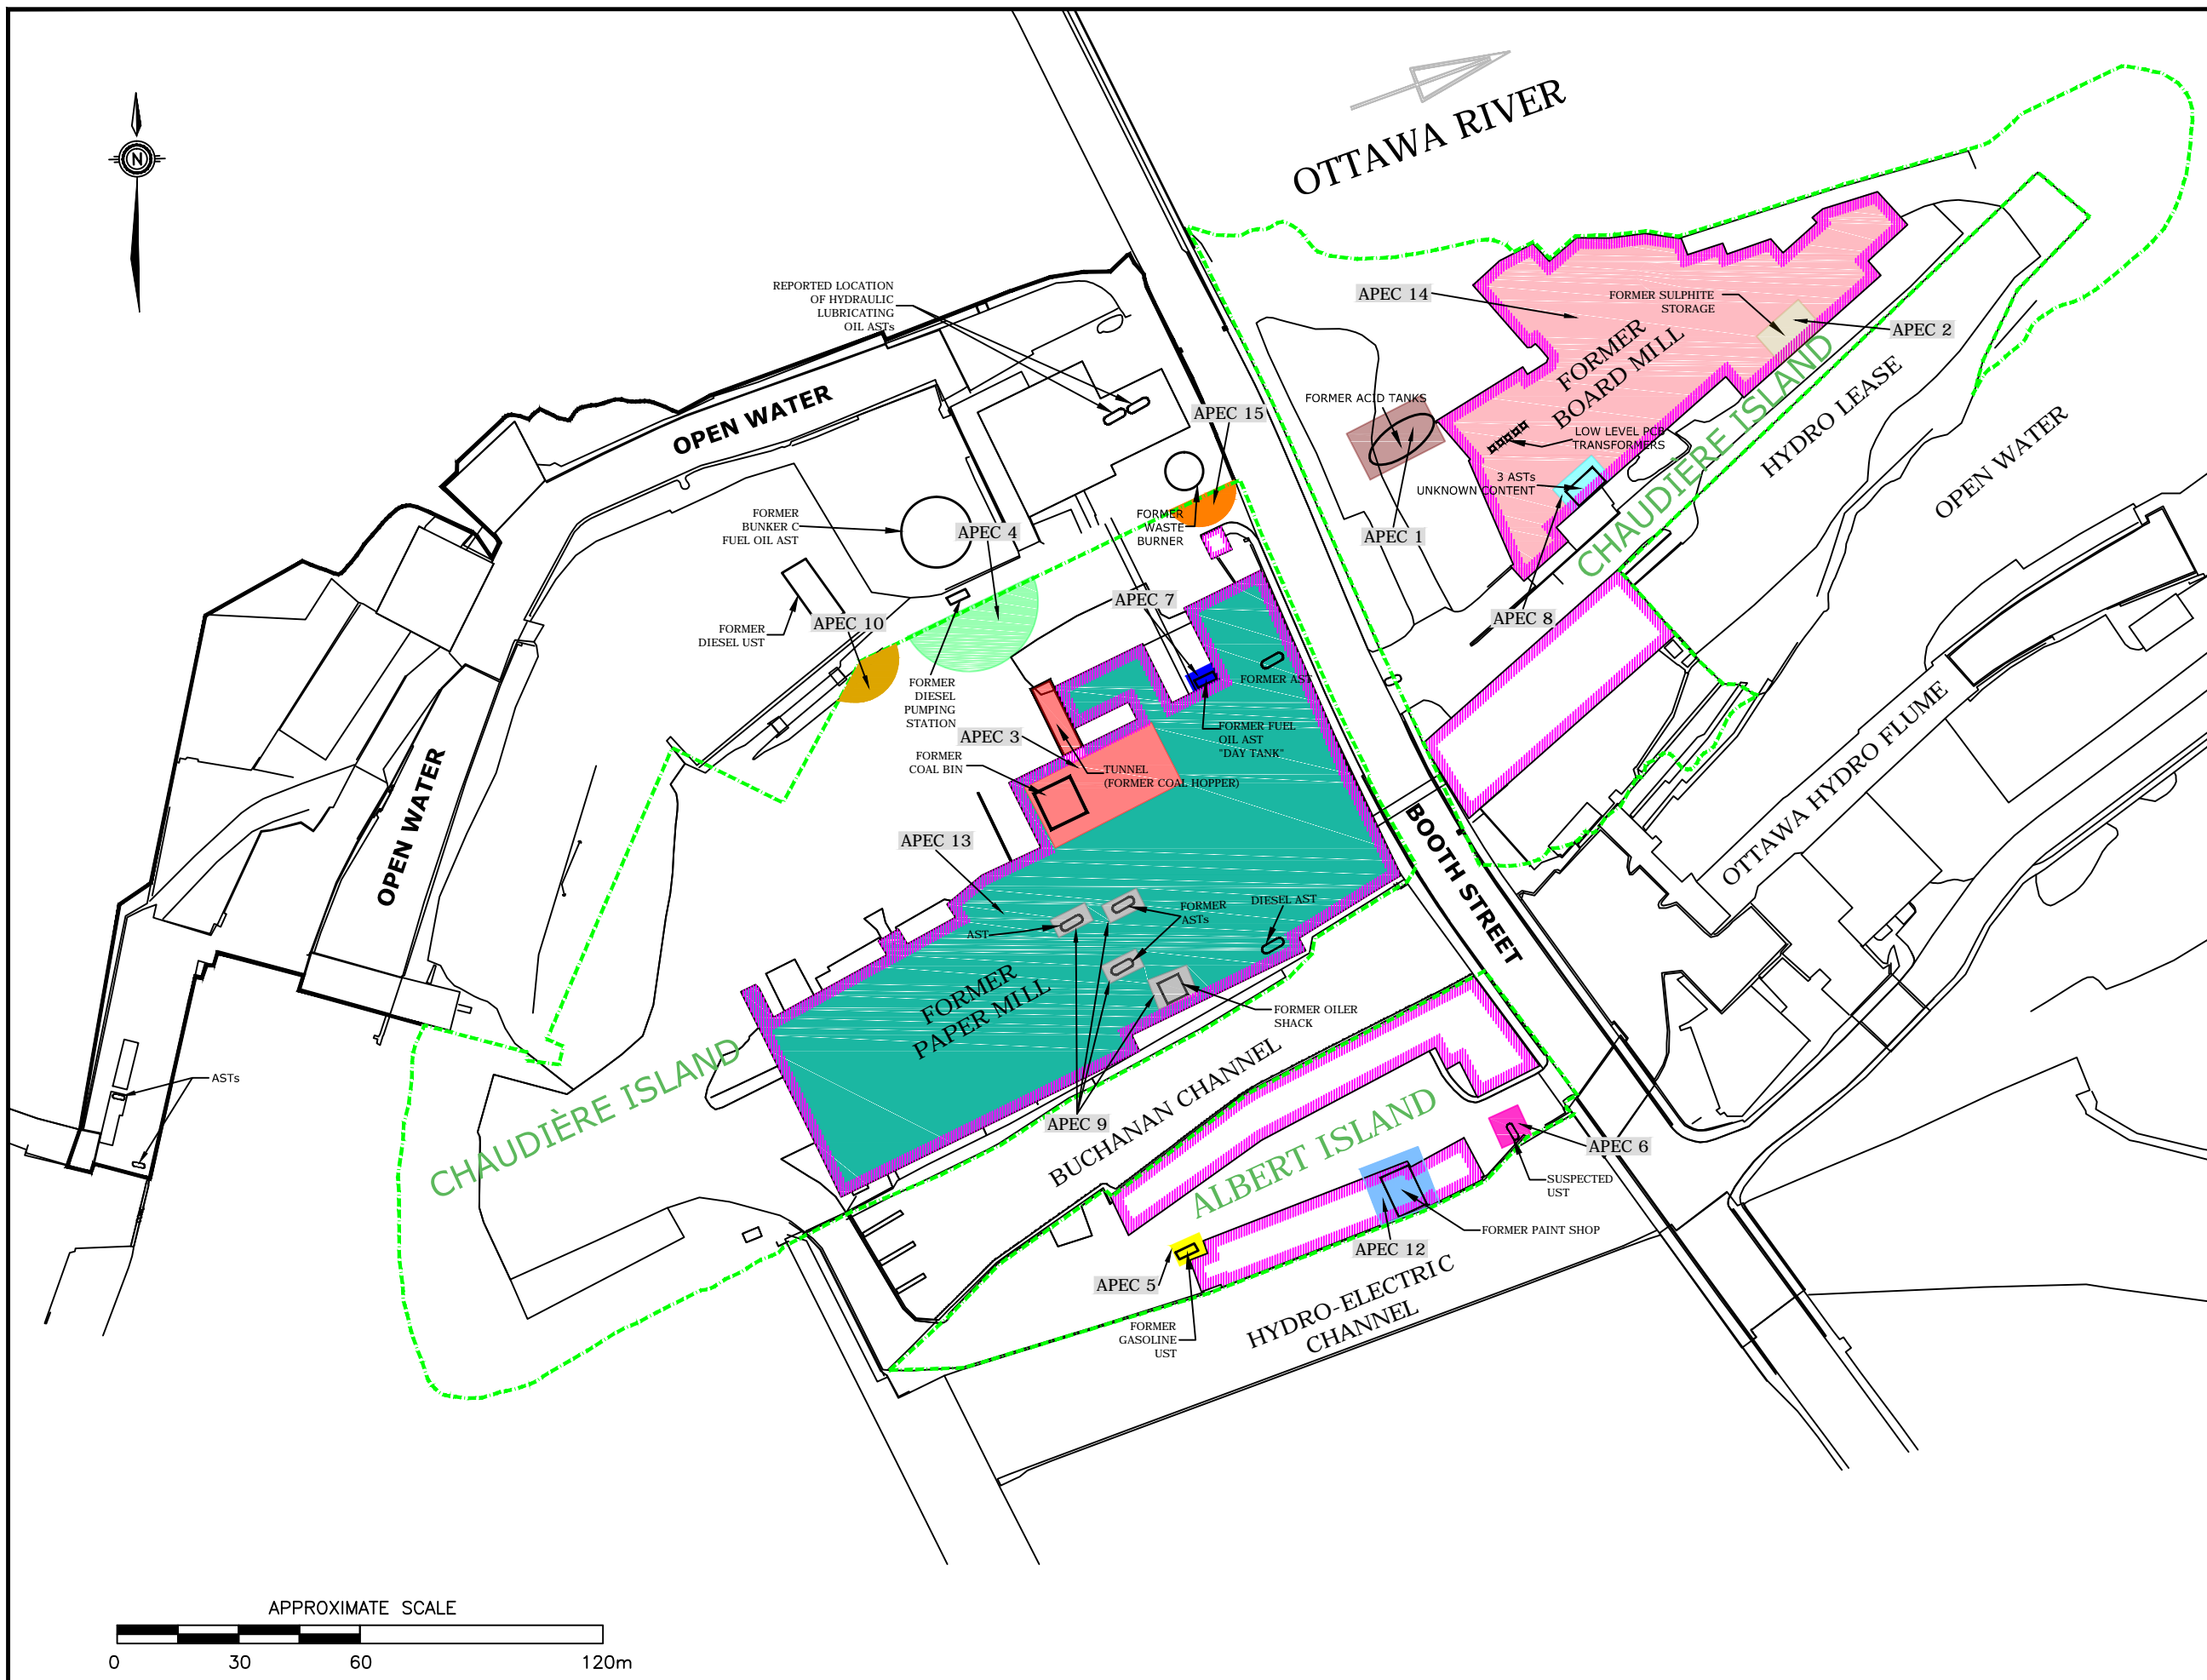 N
OTTAWA RIVER
REPORTED LOCATION
OF HYDRAULIC
LUBRICATING
OIL ASTs
APEC 14
FORMER SULPHITE
STORAGE
APEC 2
FORMER
BOARD MILL
CHAUDIÈRE ISLAND
HYDRO LEASE
OPEN WATER
OPEN WATER
APEC 15
FORMER ACID TANKS
LOW LEVEL PCB
TRANSFORMERS
3 ASTs
UNKNOWN CONTENT
APEC 1
APEC 8
FORMER
BUNKER C
FUEL OIL AST
APEC 4
FORMER
WASTE
BURNER
APEC 7
FORMER
DIESEL UST
APEC 10
FORMER
DIESEL
PUMPING
STATION
FORMER AST
FORMER FUEL
OIL AST
"DAY TANK"
APEC 3
FORMER
COAL BIN
TUNNEL
(FORMER COAL HOPPER)
OTTAWA HYDRO FLUME
OPEN WATER
BOOTH STREET
APEC 13
AST
FORMER
ASTs
DIESEL AST
FORMER
PAPER MILL
FORMER OILER
SHACK
ASTs
CHAUDIÈRE ISLAND
APEC 9
BUCHANAN CHANNEL
ALBERT ISLAND
APEC 6
SUSPECTED
UST
FORMER PAINT SHOP
APEC 12
APEC 5
FORMER
GASOLINE
UST
HYDRO-ELECTRIC
CHANNEL
APPROXIMATE SCALE
0 30 60 120m